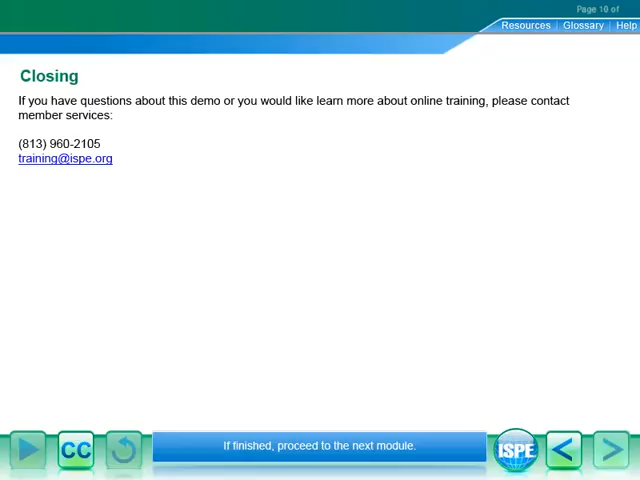 Page 10 of
Resources | Glossary | Help
Closing
If you have questions about this demo or you would like learn more about online training, please contact
member services:
(813) 960-2105
training@ispe.org
CC
If finished, proceed to the next module.
ISPE